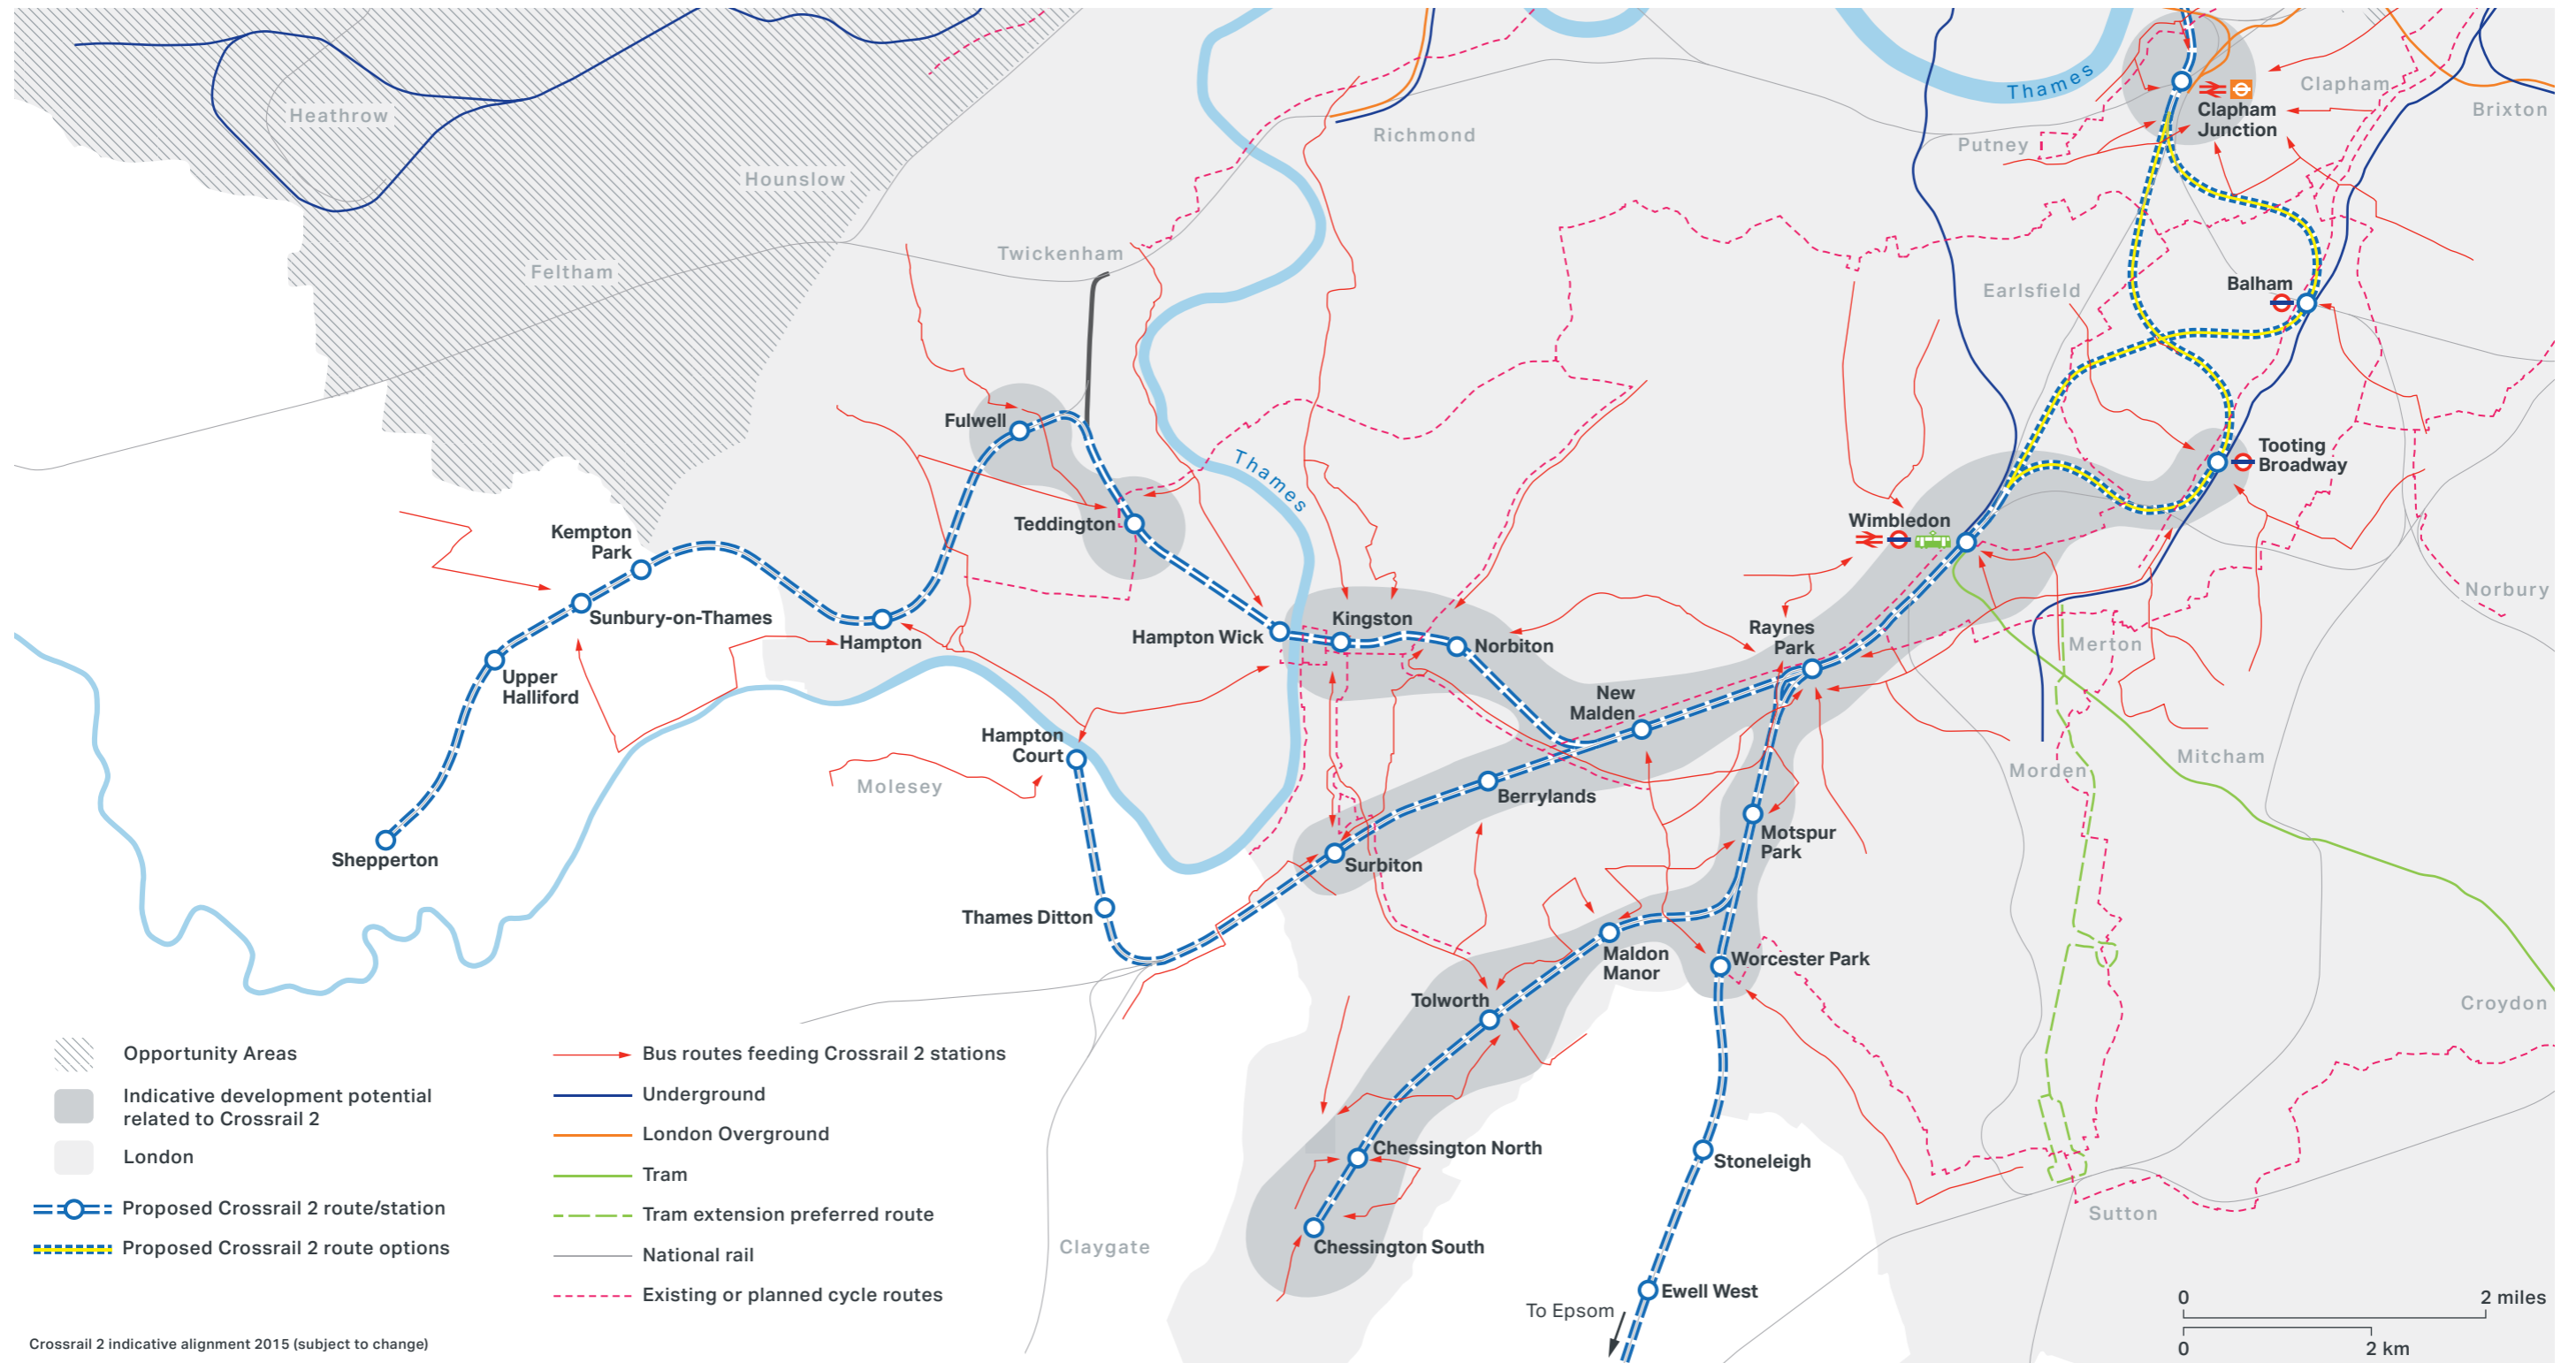 Heathrow
Hounslow
Feltham
Twickenham
Richmond
Thames
Putney
Clapham
Brixton
Clapham
Junction
Earlsfield
Balham
Tooting
Broadway
Fulwell
Teddington
Thames
Kempton
Park
Sunbury-on-Thames
Upper
Halliford
Shepperton
Hampton
Hampton Wick
Kingston
Norbiton
Wimbledon
Raynes
Park
New
Malden
Norbury
Merton
Morden
Mitcham
Hampton
Court
Molesey
Berrylands
Surbiton
Motspur
Park
Thames Ditton
Maldon
Manor
Worcester Park
Tolworth
Croydon
Chessington North
Chessington South
Stoneleigh
Sutton
Claygate
Ewell West
To Epsom
Opportunity Areas
Indicative development potential
related to Crossrail 2
London
Proposed Crossrail 2 route/station
Proposed Crossrail 2 route options
Bus routes feeding Crossrail 2 stations
Underground
London Overground
Tram
Tram extension preferred route
National rail
Existing or planned cycle routes
0 2 miles
0 2 km
Crossrail 2 indicative alignment 2015 (subject to change)